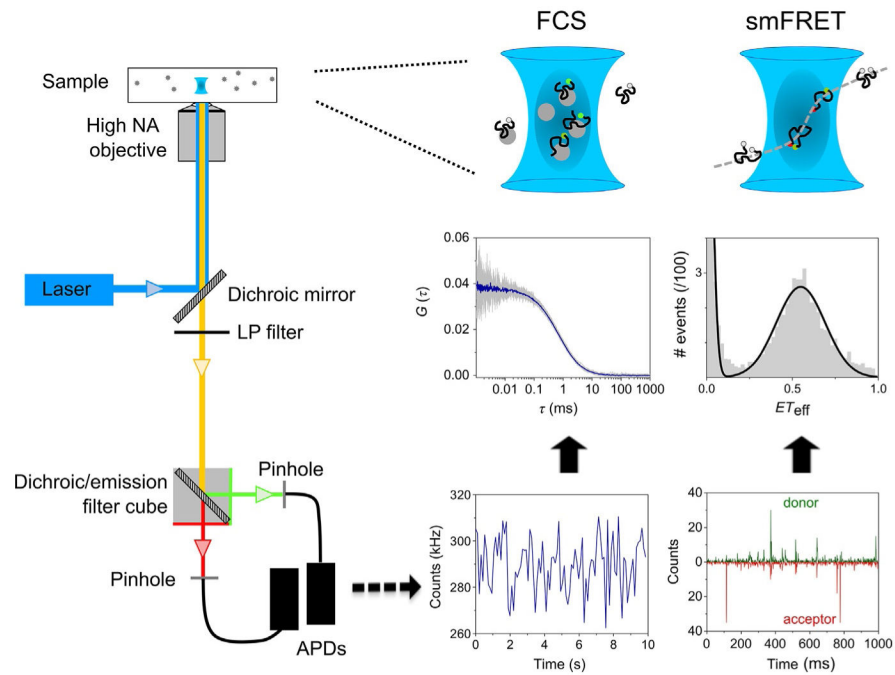 FCS
smFRET
Sample
High NA
objective
Laser
Dichroic mirror
LP filter
Dichroic/emission
filter cube
Pinhole
Pinhole
APDs
0.06
0.04
0.02
0.00
G (τ)
0.01 0.1 1 10 100 1000
τ (ms)
3
# events (/100)
0.0 0.5 1.0
ETeff
320
300
280
260
Counts (kHz)
0 2 4 6 8 10
Time (s)
40
20
0
20
40
Counts
donor
acceptor
0 200 400 600 800 1000
Time (ms)